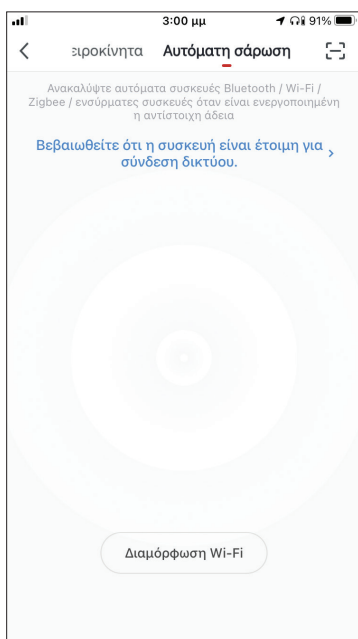 3:00 μμ
91%
Αυτόματη σάρωση
Ανακαλύψτε αυτόματα συσκευές Bluetooth / Wi-Fi /
Zigbee / ενσύρματες συσκευές όταν είναι ενεργοποιημένη
η αντίστοιχη άδεια
Βεβαιωθείτε ότι η συσκευή είναι έτοιμη για
σύνδεση δικτύου.
Διαμόρφωση Wi-Fi